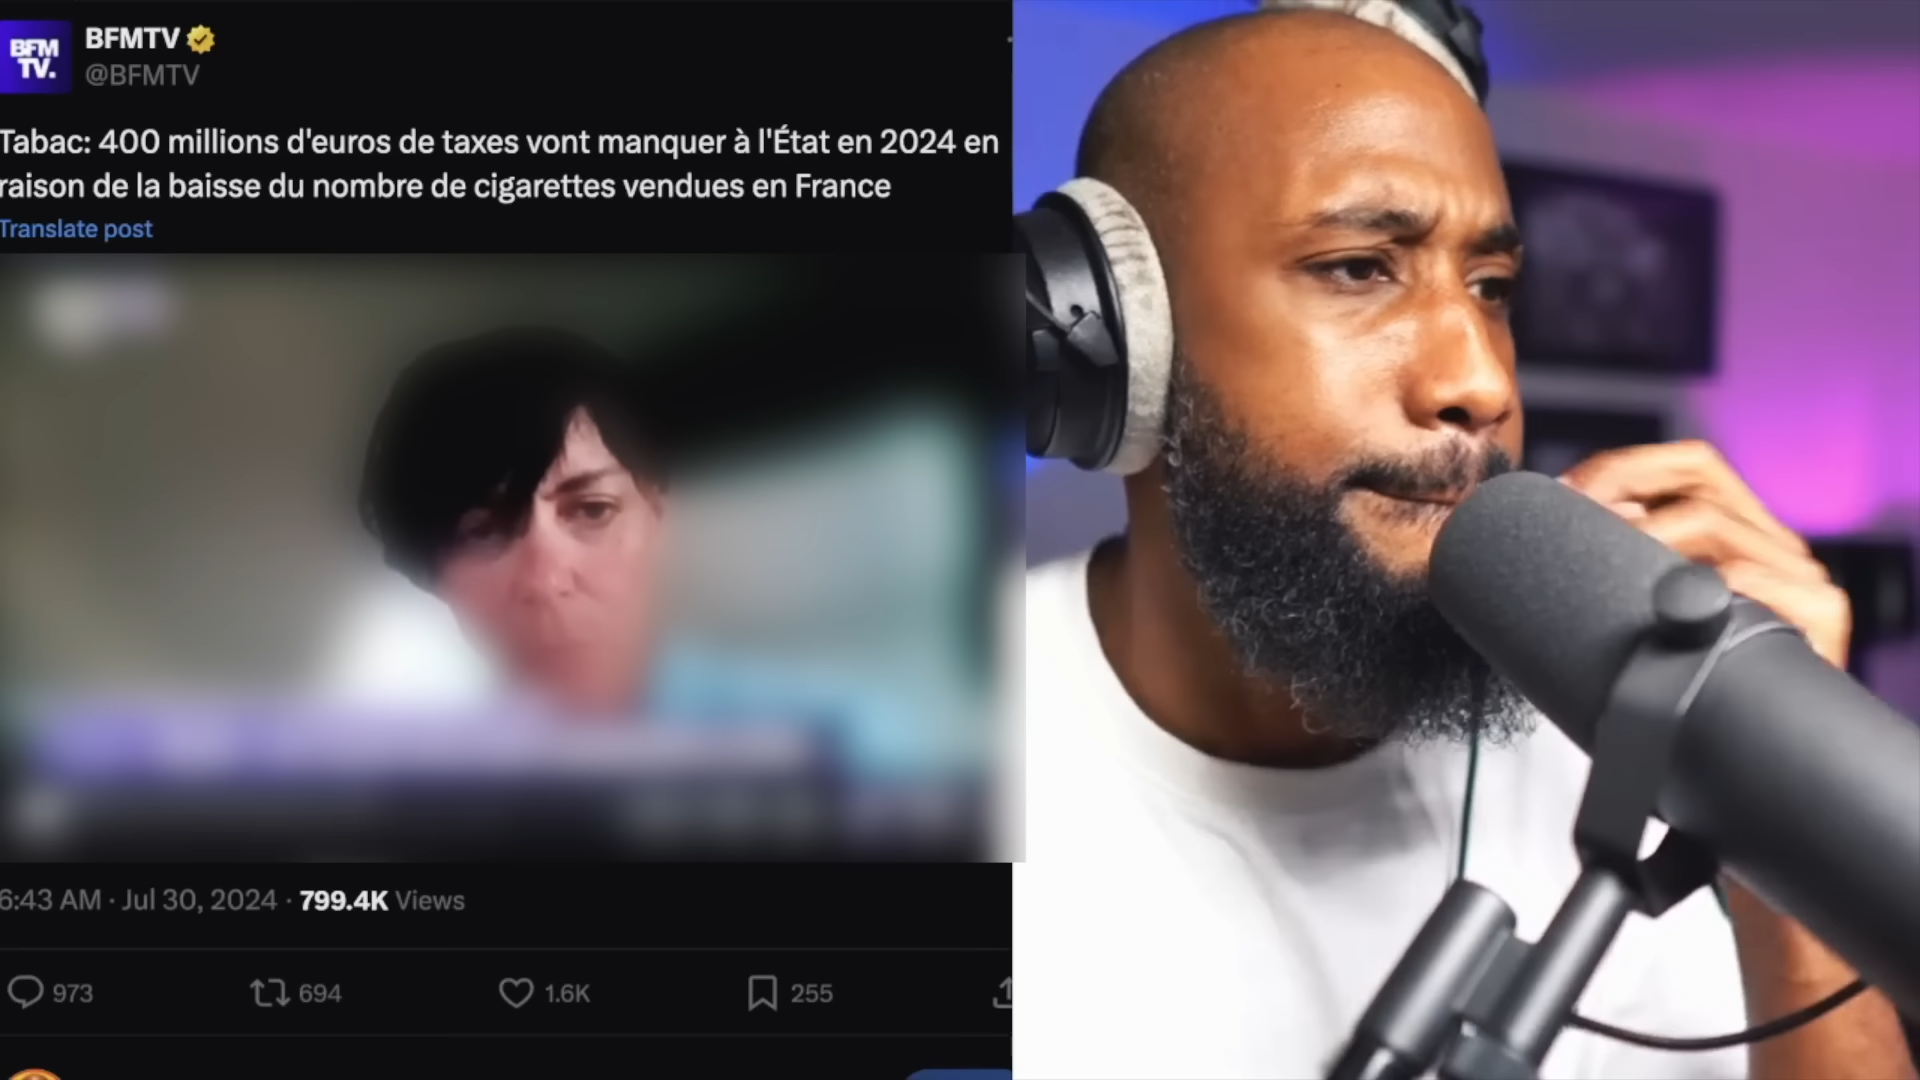 BFM
TV.
BFMTV
@BFMTV
Tabac: 400 millions d'euros de taxes vont manquer à l'État en 2024 en
raison de la baisse du nombre de cigarettes vendues en France
Translate post
6:43 AM · Jul 30, 2024 · 799.4K Views
973 694 1.6K 255